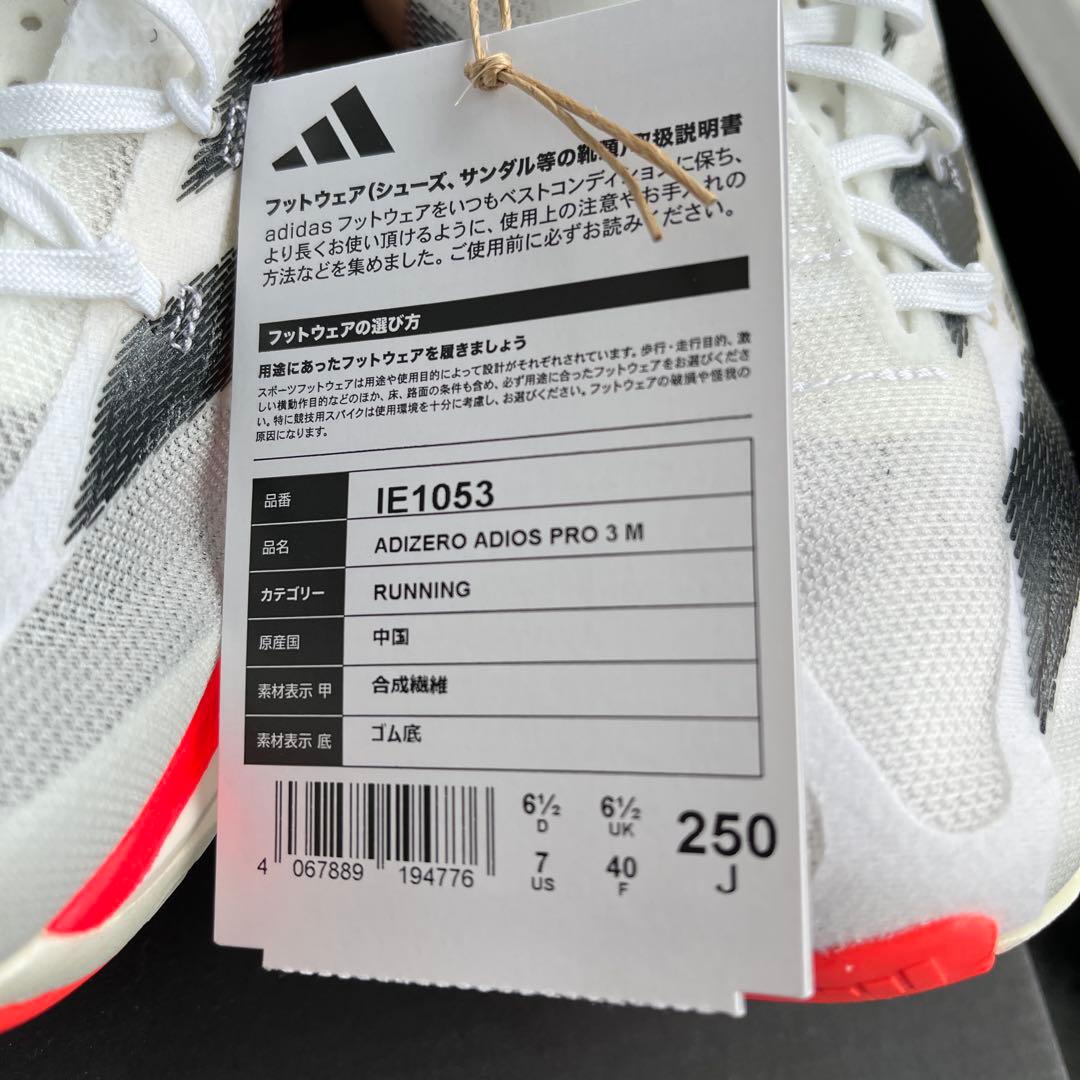 フットウェア(シューズ、サンダル等の靴類)取扱説明書
adidas フットウェアをいつもベストコンディションに保ち、
より長くお使い頂けるように、使用上の注意やお手入れの
方法などを集めました。ご使用前に必ずお読みください。
フットウェアの選び方
用途にあったフットウェアを履きましょう
スポーツフットウェアは用途や使用目的によって設計がそれぞれされています。歩行・走行目的、激
しい横動作目的などのほか、床、路面の条件も含め、必ず用途に合ったフットウェアをお選びくださ
い。特に競技用スパイクは使用環境を十分に考慮し、お選びください。フットウェアの破損や怪我の
原因になります。
品番 IE1053
品名 ADIZERO ADIOS PRO 3 M
カテゴリー RUNNING
原産国 中国
素材表示 甲 合成繊維
素材表示 底 ゴム底
6½ 6½ 250
D UK J
7 40
US F
4 067889 194776